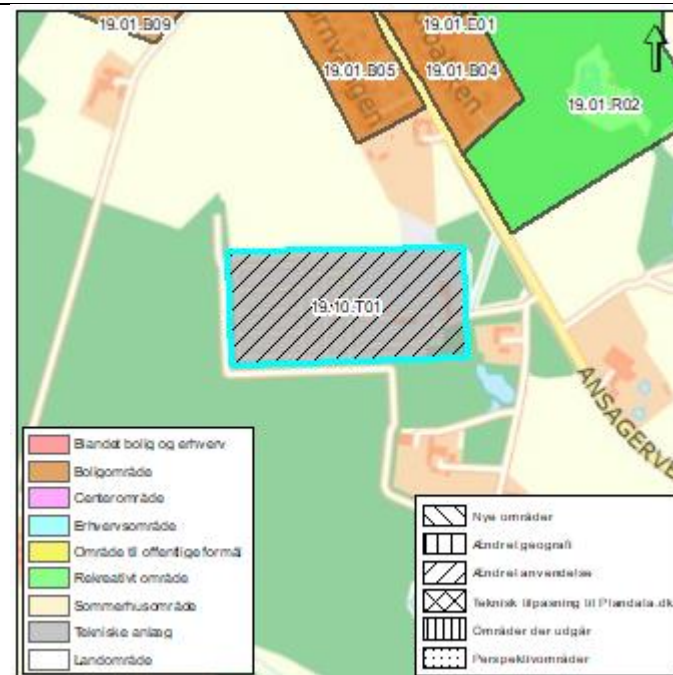 19.01.B09
19.01.E01
19.01.B05
19.01.B04
19.01.R02
19.10.T01
ANSAGERVE
Blandet bolig og erhverv
Boligområde
Centerområde
Erhvervsområde
Område til offentlige formål
Rekreativt område
Sommerhusområde
Tekniske anlæg
Landområde
Nye områder
Ændret geografi
Ændret anvendelse
Teknisk tilpasning til Plandata.dk
Områder der udgår
Perspektivområder